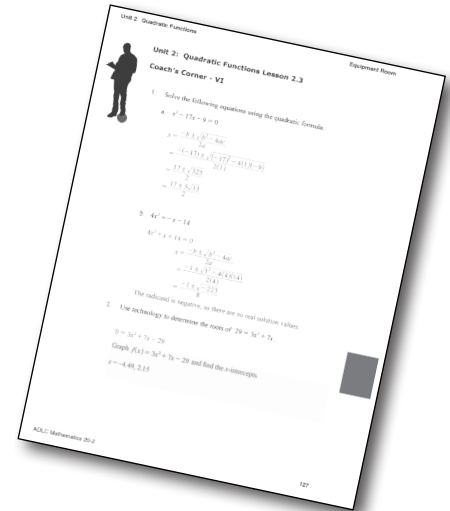 Unit 2: Quadratic Functions
Equipment Room
Unit 2: Quadratic Functions Lesson 2.3
Coach's Corner - VI
1. Solve the following equations using the quadratic formula.
a. x² − 17x − 9 = 0
x = −b ± √b² − 4ac / 2a
= −(−17) ± √(−17)² − 4(1)(−9) / 2(1)
= 17 ± √325 / 2
= 17 ± 5√13 / 2
b. 4x² = −x − 14
4x² + x + 14 = 0
x = −b ± √b² − 4ac / 2a
= −1 ± √1² − 4(4)(14) / 2(4)
= −1 ± √−223 / 8
The radicand is negative, so there are no real solution values.
2. Use technology to determine the roots of 29 = 3x² + 7x.
0 = 3x² + 7x − 29
Graph f(x) = 3x² + 7x − 29 and find the x-intercepts.
x = −4.49, 2.15
ADLC Mathematics 20-2
127